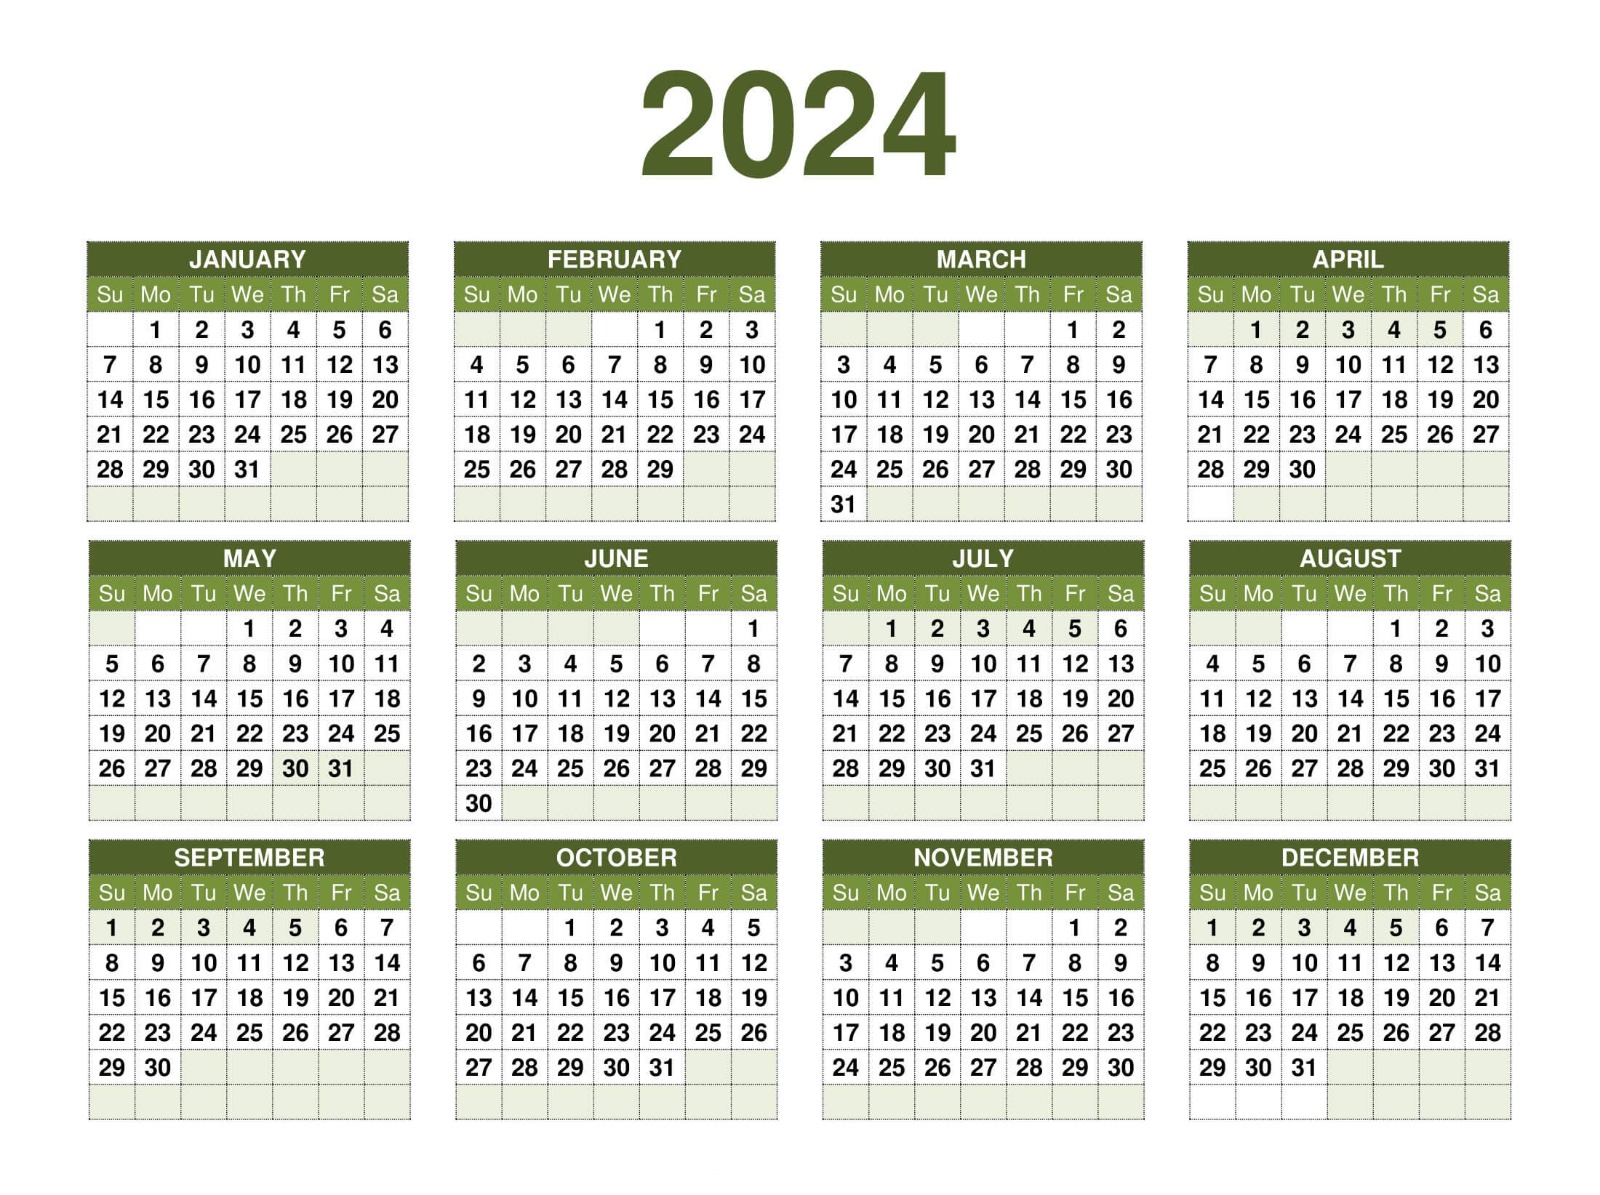 2024
JANUARY
Su Mo Tu We Th Fr Sa
1 2 3 4 5 6
7 8 9 10 11 12 13
14 15 16 17 18 19 20
21 22 23 24 25 26 27
28 29 30 31
FEBRUARY
Su Mo Tu We Th Fr Sa
1 2 3
4 5 6 7 8 9 10
11 12 13 14 15 16 17
18 19 20 21 22 23 24
25 26 27 28 29
MARCH
Su Mo Tu We Th Fr Sa
1 2
3 4 5 6 7 8 9
10 11 12 13 14 15 16
17 18 19 20 21 22 23
24 25 26 27 28 29 30
31
APRIL
Su Mo Tu We Th Fr Sa
1 2 3 4 5 6
7 8 9 10 11 12 13
14 15 16 17 18 19 20
21 22 23 24 25 26 27
28 29 30
MAY
Su Mo Tu We Th Fr Sa
1 2 3 4
5 6 7 8 9 10 11
12 13 14 15 16 17 18
19 20 21 22 23 24 25
26 27 28 29 30 31
JUNE
Su Mo Tu We Th Fr Sa
1
2 3 4 5 6 7 8
9 10 11 12 13 14 15
16 17 18 19 20 21 22
23 24 25 26 27 28 29
30
JULY
Su Mo Tu We Th Fr Sa
1 2 3 4 5 6
7 8 9 10 11 12 13
14 15 16 17 18 19 20
21 22 23 24 25 26 27
28 29 30 31
AUGUST
Su Mo Tu We Th Fr Sa
1 2 3
4 5 6 7 8 9 10
11 12 13 14 15 16 17
18 19 20 21 22 23 24
25 26 27 28 29 30 31
SEPTEMBER
Su Mo Tu We Th Fr Sa
1 2 3 4 5 6 7
8 9 10 11 12 13 14
15 16 17 18 19 20 21
22 23 24 25 26 27 28
29 30
OCTOBER
Su Mo Tu We Th Fr Sa
1 2 3 4 5
6 7 8 9 10 11 12
13 14 15 16 17 18 19
20 21 22 23 24 25 26
27 28 29 30 31
NOVEMBER
Su Mo Tu We Th Fr Sa
1 2
3 4 5 6 7 8 9
10 11 12 13 14 15 16
17 18 19 20 21 22 23
24 25 26 27 28 29 30
DECEMBER
Su Mo Tu We Th Fr Sa
1 2 3 4 5 6 7
8 9 10 11 12 13 14
15 16 17 18 19 20 21
22 23 24 25 26 27 28
29 30 31